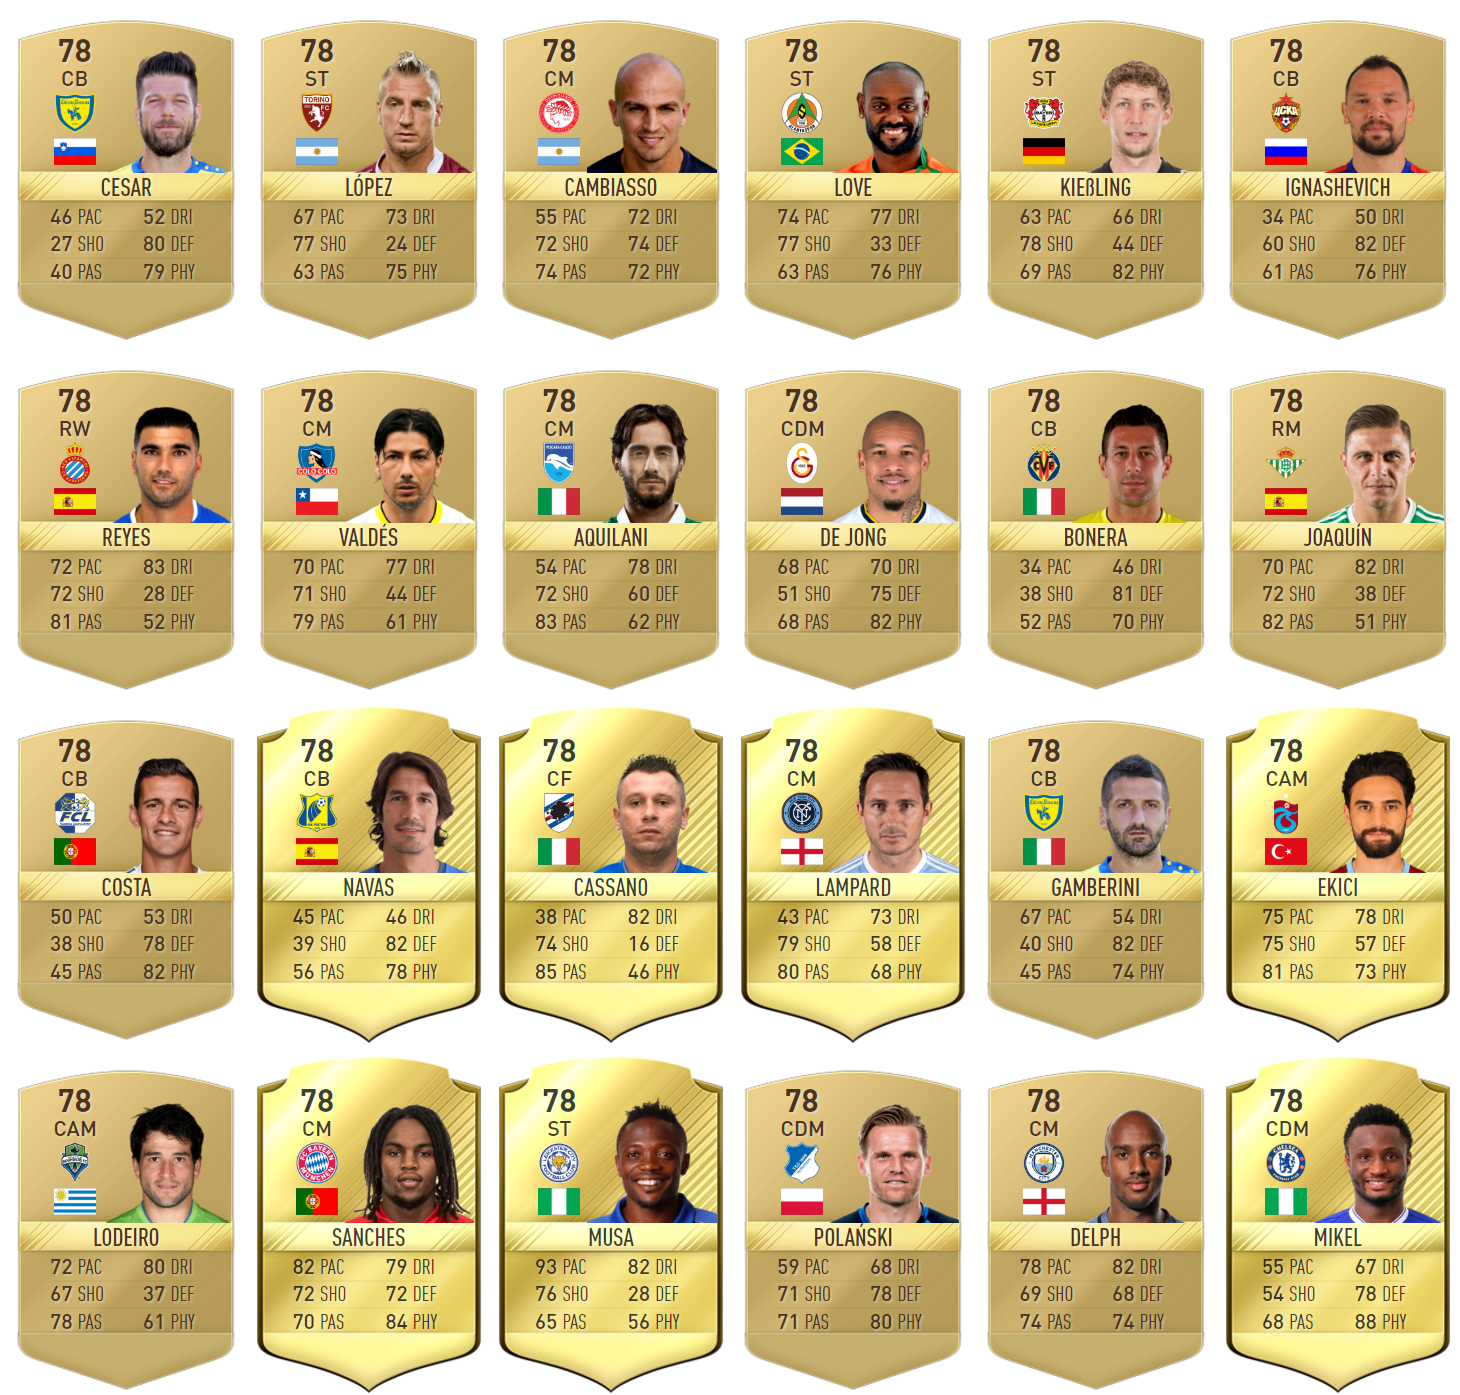 78
CB
CESAR
46 PAC 52 DRI
27 SHO 80 DEF
40 PAS 79 PHY
78
ST
TORINO
FC
LÓPEZ
67 PAC 73 DRI
77 SHO 24 DEF
63 PAS 75 PHY
78
CM
CAMBIASSO
55 PAC 72 DRI
72 SHO 74 DEF
74 PAS 72 PHY
78
ST
LOVE
74 PAC 77 DRI
77 SHO 33 DEF
63 PAS 76 PHY
78
ST
KIEßLING
63 PAC 66 DRI
78 SHO 44 DEF
69 PAS 82 PHY
78
CB
ЦСКА
IGNASHEVICH
34 PAC 50 DRI
60 SHO 82 DEF
61 PAS 76 PHY
78
RW
REYES
72 PAC 83 DRI
72 SHO 28 DEF
81 PAS 52 PHY
78
CM
COLO COLO
VALDÉS
70 PAC 77 DRI
71 SHO 44 DEF
79 PAS 61 PHY
78
CM
PESCARA CALCIO
AQUILANI
54 PAC 78 DRI
72 SHO 60 DEF
83 PAS 62 PHY
78
CDM
DE JONG
68 PAC 70 DRI
51 SHO 75 DEF
68 PAS 82 PHY
78
CB
BONERA
34 PAC 46 DRI
38 SHO 81 DEF
52 PAS 70 PHY
78
RM
JOAQUÍN
70 PAC 82 DRI
72 SHO 38 DEF
82 PAS 51 PHY
78
CB
FCL
COSTA
50 PAC 53 DRI
38 SHO 78 DEF
45 PAS 82 PHY
78
CB
NAVAS
45 PAC 46 DRI
39 SHO 82 DEF
56 PAS 78 PHY
78
CF
CASSANO
38 PAC 82 DRI
74 SHO 16 DEF
85 PAS 46 PHY
78
CM
LAMPARD
43 PAC 73 DRI
79 SHO 58 DEF
80 PAS 68 PHY
78
CB
GAMBERINI
67 PAC 54 DRI
40 SHO 82 DEF
45 PAS 74 PHY
78
CAM
EKICI
75 PAC 78 DRI
75 SHO 57 DEF
81 PAS 73 PHY
78
CAM
LODEIRO
72 PAC 80 DRI
67 SHO 37 DEF
78 PAS 61 PHY
78
CM
FC BAYERN
MÜNCHEN
SANCHES
82 PAC 79 DRI
72 SHO 72 DEF
70 PAS 84 PHY
78
ST
LEICESTER CITY
FOOTBALL CLUB
MUSA
93 PAC 82 DRI
76 SHO 28 DEF
65 PAS 56 PHY
78
CDM
POLAŃSKI
59 PAC 68 DRI
71 SHO 78 DEF
71 PAS 80 PHY
78
CM
MANCHESTER
CITY
DELPH
78 PAC 82 DRI
69 SHO 68 DEF
74 PAS 74 PHY
78
CDM
CHELSEA
MIKEL
55 PAC 67 DRI
54 SHO 78 DEF
68 PAS 88 PHY